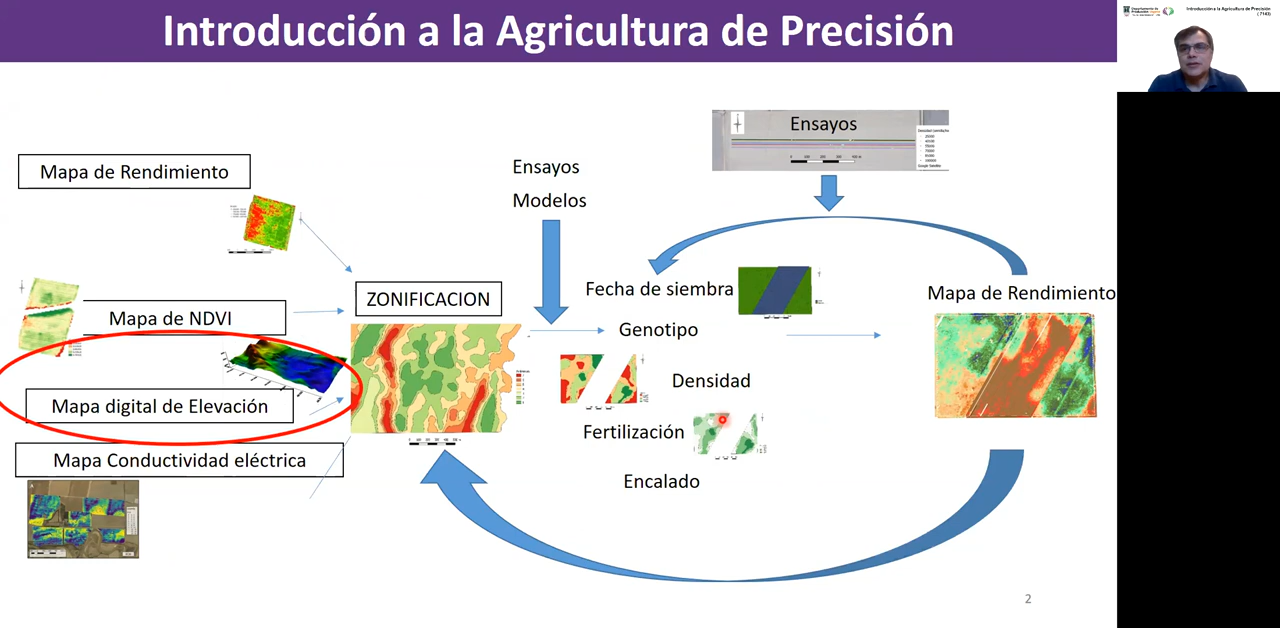 Introducción a la Agricultura de Precisión
Introducción a la Agricultura de Precisión
(7143)
Mapa de Rendimiento
Ensayos
Modelos
Ensayos
Mapa de NDVI
ZONIFICACION
Mapa digital de Elevación
Mapa Conductividad eléctrica
Fecha de siembra
Genotipo
Densidad
Fertilización
Encalado
Mapa de Rendimiento
2